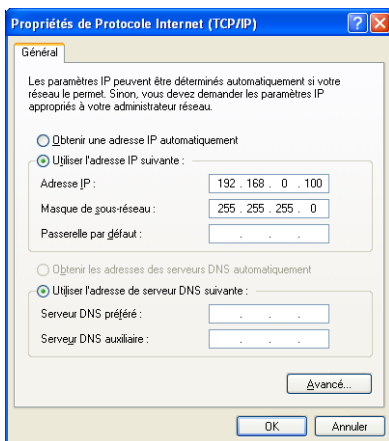 Propriétés de Protocole Internet (TCP/IP)
Général
Les paramètres IP peuvent être déterminés automatiquement si votre
réseau le permet. Sinon, vous devez demander les paramètres IP
appropriés à votre administrateur réseau.
Obtenir une adresse IP automatiquement
Utiliser l'adresse IP suivante :
Adresse IP : 192 . 168 . 0 . 100
Masque de sous-réseau : 255 . 255 . 255 . 0
Passerelle par défaut : . . .
Obtenir les adresses des serveurs DNS automatiquement
Utiliser l'adresse de serveur DNS suivante :
Serveur DNS préféré : . . .
Serveur DNS auxiliaire : . . .
Avancé...
OK Annuler